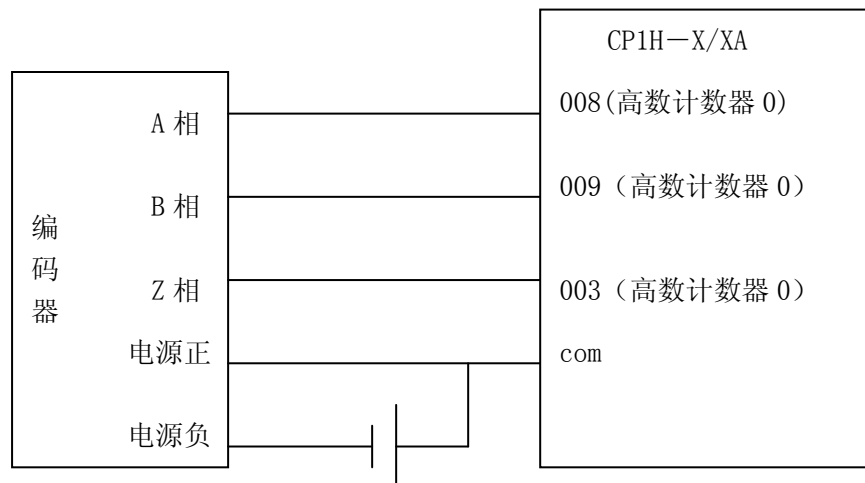 CP1H－X/XA
A 相
008(高数计数器 0)
B 相
009（高数计数器 0）
编
码
器
Z 相
003（高数计数器 0）
电源正
com
电源负